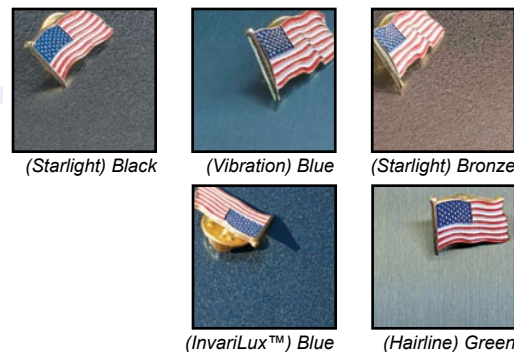 (Starlight) Black
(Vibration) Blue
(Starlight) Bronze
(InvariLux™) Blue
(Hairline) Green